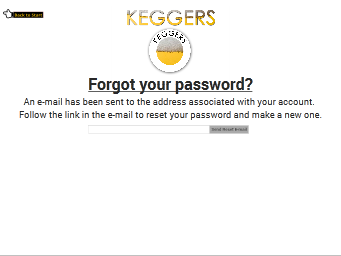 Back to Start
KEGGERS
KEGGERS
Forgot your password?
An e-mail has been sent to the address associated with your account.
Follow the link in the e-mail to reset your password and make a new one.
Send Reset Email